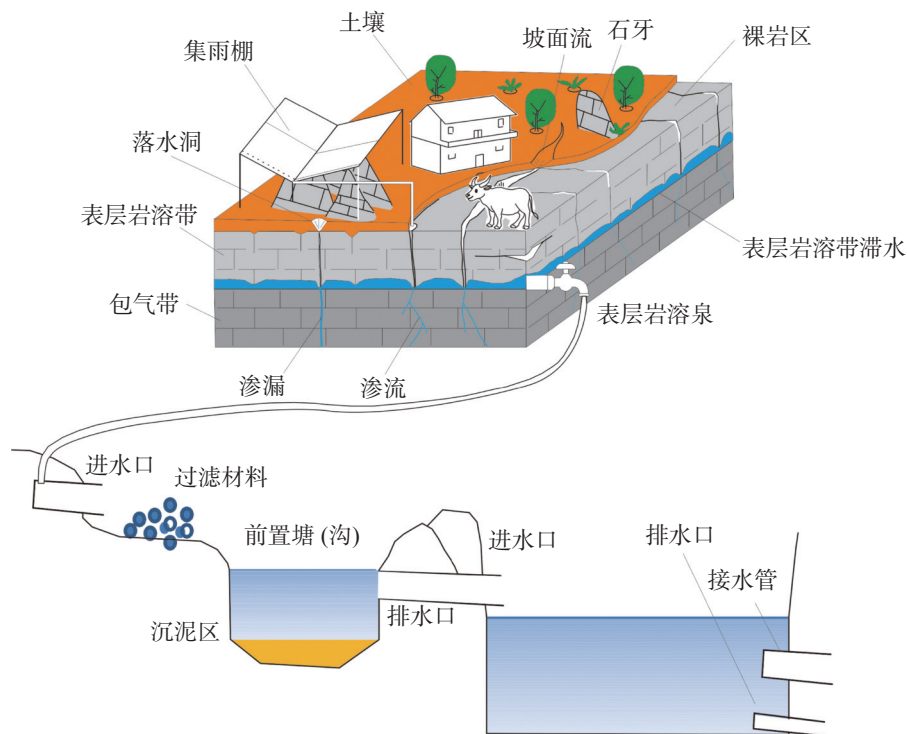 土壤
石牙
坡面流
裸岩区
集雨棚
落水洞
表层岩溶带
表层岩溶带滞水
包气带
表层岩溶泉
渗漏
渗流
进水口
过滤材料
前置塘 (沟)
进水口
排水口
接水管
排水口
沉泥区